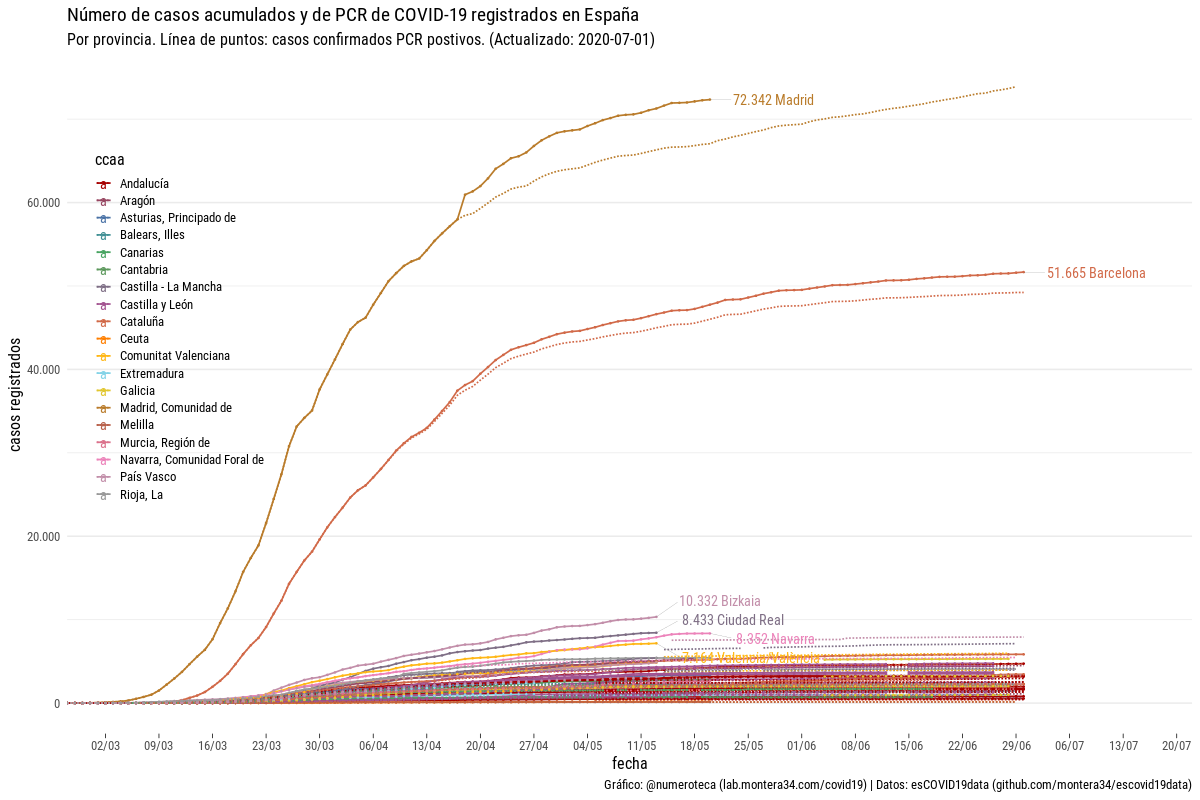 Número de casos acumulados y de PCR de COVID-19 registrados en España
Por provincia. Línea de puntos: casos confirmados PCR postivos. (Actualizado: 2020-07-01)
72.342 Madrid
ccaa
Andalucía
Aragón
Asturias, Principado de
Balears, Illes
Canarias
Cantabria
Castilla - La Mancha
Castilla y León
Cataluña
Ceuta
Comunitat Valenciana
Extremadura
Galicia
Madrid, Comunidad de
Melilla
Murcia, Región de
Navarra, Comunidad Foral de
País Vasco
Rioja, La
60.000
40.000
20.000
0
casos registrados
51.665 Barcelona
10.332 Bizkaia
8.433 Ciudad Real
8.352 Navarra
7.164 Valencia/València
02/03 09/03 16/03 23/03 30/03 06/04 13/04 20/04 27/04 04/05 11/05 18/05 25/05 01/06 08/06 15/06 22/06 29/06 06/07 13/07 20/07
fecha
Gráfico: @numeroteca (lab.montera34.com/covid19) | Datos: esCOVID19data (github.com/montera34/escovid19data)